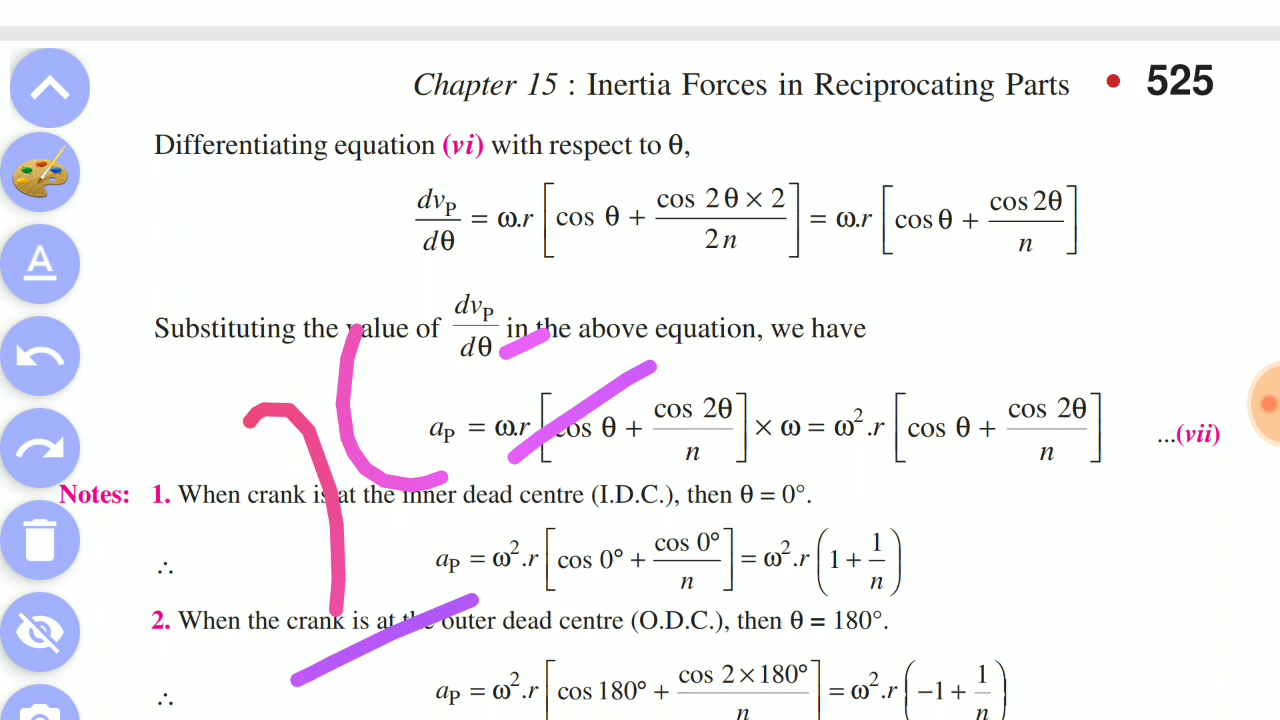 Chapter 15 : Inertia Forces in Reciprocating Parts • 525
Differentiating equation (vi) with respect to θ,
dvP/dθ = ω.r [cos θ + (cos 2θ × 2)/2n] = ω.r [cos θ + cos 2θ/n]
Substituting the value of dvP/dθ in the above equation, we have
aP = ω.r [cos θ + cos 2θ/n] × ω = ω².r [cos θ + cos 2θ/n] ...(vii)
Notes: 1. When crank is at the inner dead centre (I.D.C.), then θ = 0°.
∴ aP = ω².r [cos 0° + cos 0°/n] = ω².r (1 + 1/n)
2. When the crank is at the outer dead centre (O.D.C.), then θ = 180°.
∴ aP = ω².r [cos 180° + cos 2×180°/n] = ω².r (−1 + 1/n)
A